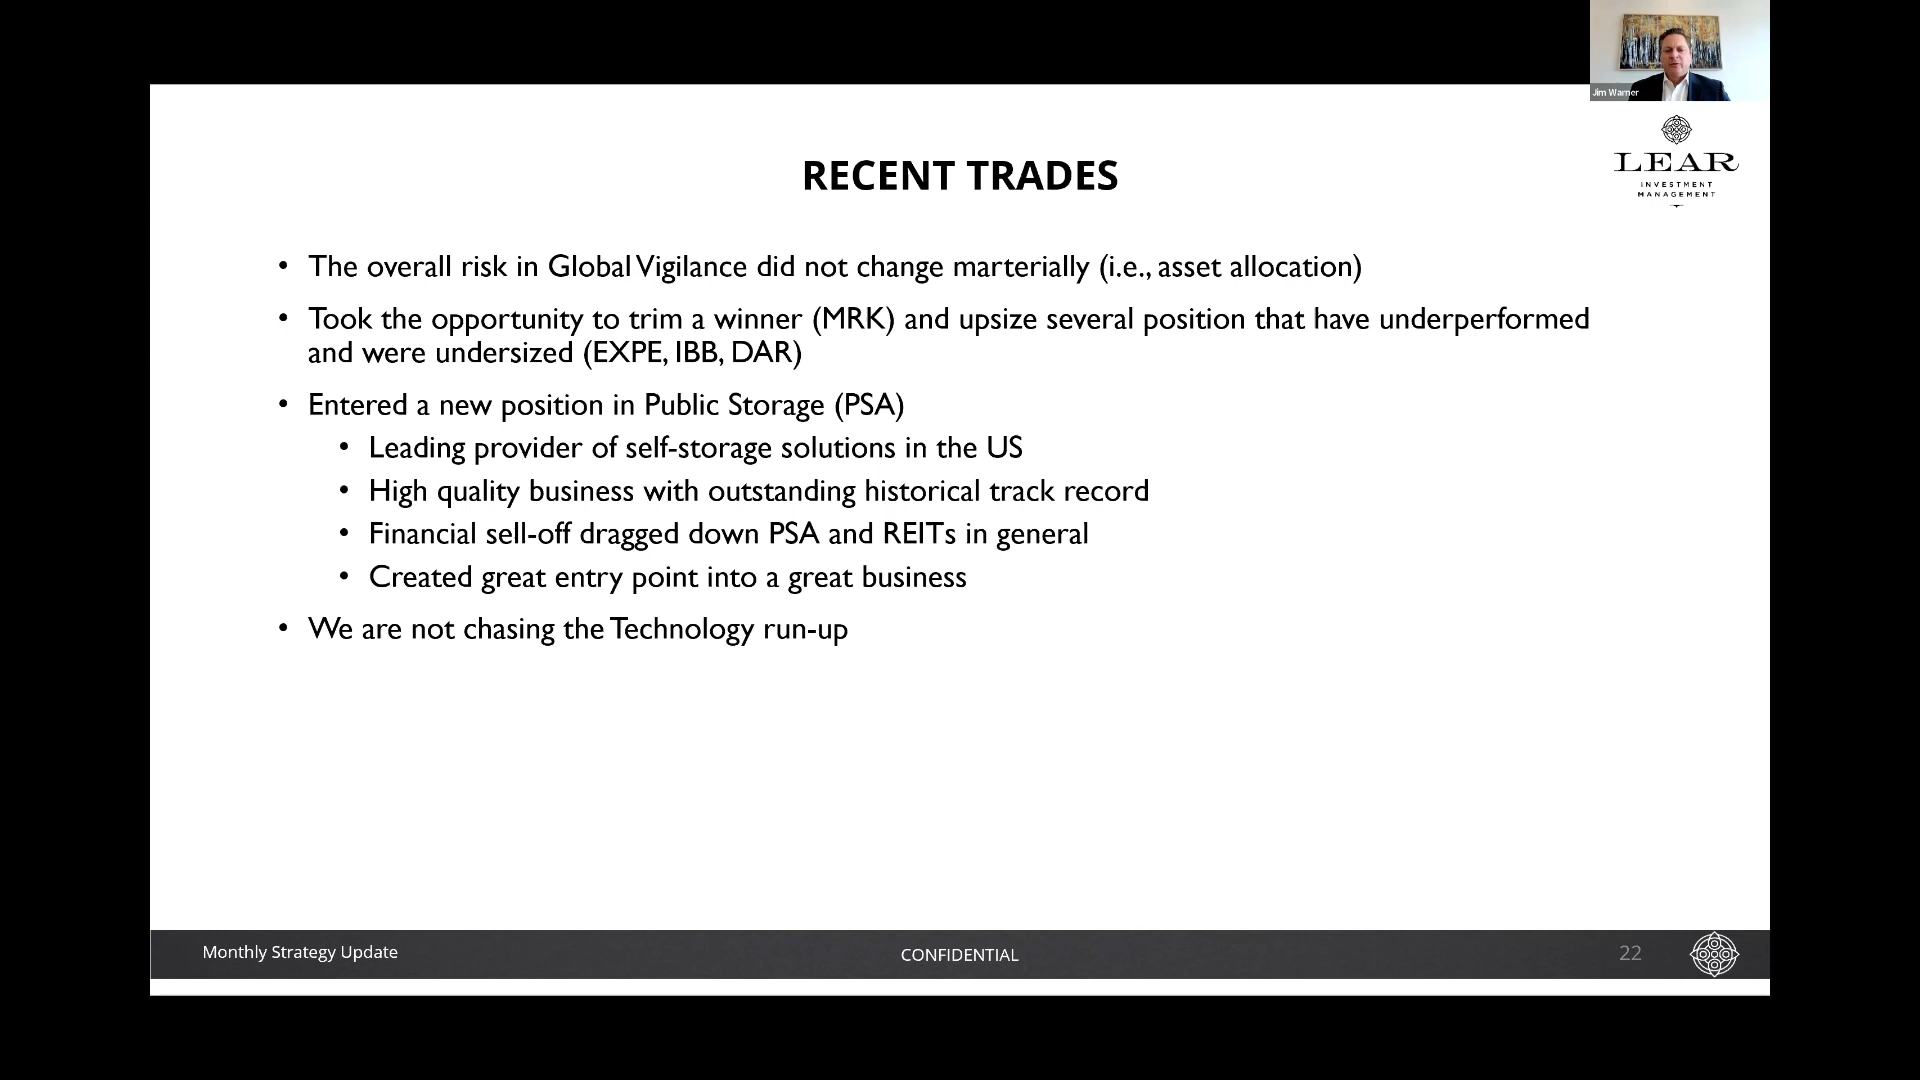 Jim Warner
LEAR
INVESTMENT
MANAGEMENT
RECENT TRADES
• The overall risk in Global Vigilance did not change marterially (i.e., asset allocation)
• Took the opportunity to trim a winner (MRK) and upsize several position that have underperformed
and were undersized (EXPE, IBB, DAR)
• Entered a new position in Public Storage (PSA)
• Leading provider of self-storage solutions in the US
• High quality business with outstanding historical track record
• Financial sell-off dragged down PSA and REITs in general
• Created great entry point into a great business
• We are not chasing the Technology run-up
Monthly Strategy Update
CONFIDENTIAL
22